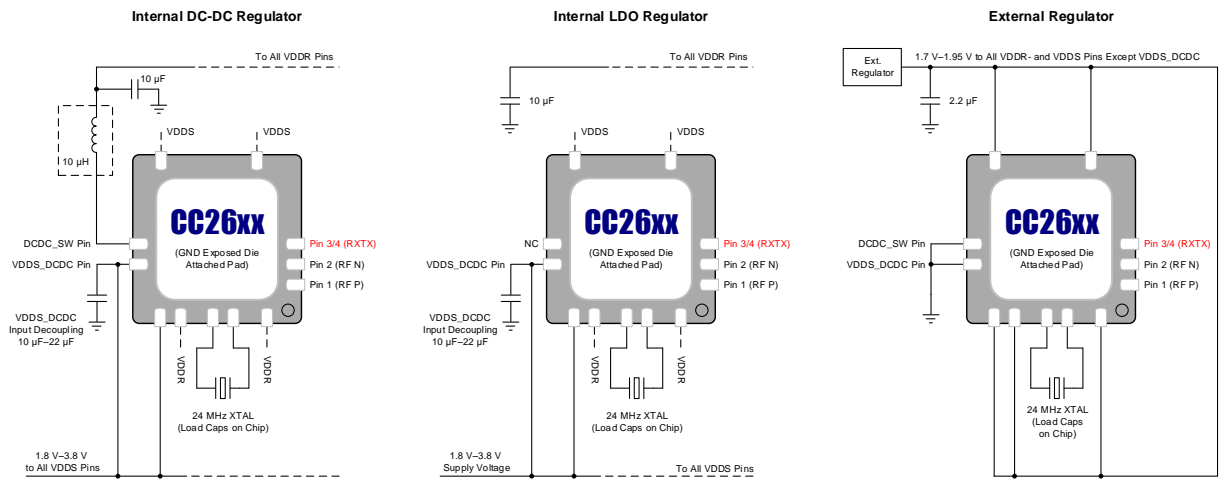 Internal DC-DC Regulator
To All VDDR Pins
10 µF
10 µH
VDDS
VDDS
CC26xx
(GND Exposed Die
Attached Pad)
DCDC_SW Pin
VDDS_DCDC Pin
Pin 3/4 (RXTX)
Pin 2 (RF N)
Pin 1 (RF P)
VDDS_DCDC
Input Decoupling
10 µF–22 µF
VDDR
VDDR
24 MHz XTAL
(Load Caps on Chip)
1.8 V–3.8 V
to All VDDS Pins
Internal LDO Regulator
To All VDDR Pins
10 µF
VDDS
VDDS
CC26xx
(GND Exposed Die
Attached Pad)
NC
VDDS_DCDC Pin
Pin 3/4 (RXTX)
Pin 2 (RF N)
Pin 1 (RF P)
VDDS_DCDC
Input Decoupling
10 µF–22 µF
VDDR
VDDR
24 MHz XTAL
(Load Caps on Chip)
1.8 V–3.8 V
Supply Voltage
To All VDDS Pins
External Regulator
Ext.
Regulator
1.7 V–1.95 V to All VDDR- and VDDS Pins Except VDDS_DCDC
2.2 µF
CC26xx
(GND Exposed Die
Attached Pad)
DCDC_SW Pin
VDDS_DCDC Pin
Pin 3/4 (RXTX)
Pin 2 (RF N)
Pin 1 (RF P)
24 MHz XTAL
(Load Caps
on Chip)